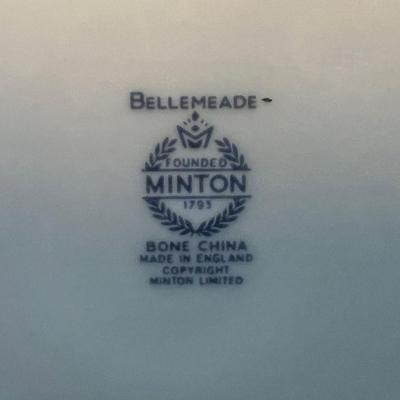 BELLEMEADE
FOUNDED
MINTON
1793
BONE CHINA
MADE IN ENGLAND
COPYRIGHT
MINTON LIMITED